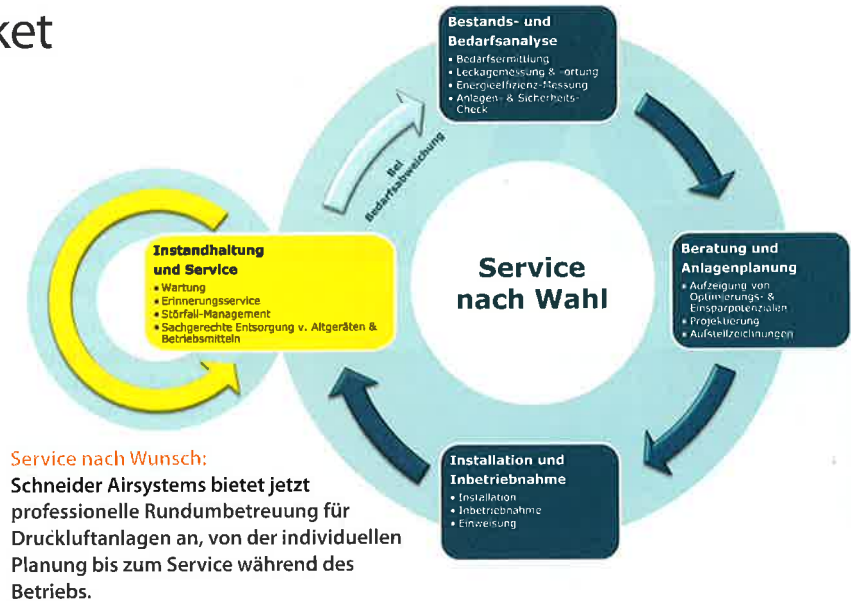 Bestands- und
Bedarfsanalyse
• Bedarfsermittlung
• Leckagemessung & -ortung
• Energieeffizienz-Messung
• Anlagen- & Sicherheits-
Check
Bei
Bedarfsabweichung
Instandhaltung
und Service
• Wartung
• Erinnerungsservice
• Störfall-Management
• Sachgerechte Entsorgung v. Altgeräten &
Betriebsmitteln
Service
nach Wahl
Beratung und
Anlagenplanung
• Aufzeigung von
Optimierungs- &
Einsparpotenzialen
• Projektierung
• Aufstellzeichnungen
Installation und
Inbetriebnahme
• Installation
• Inbetriebnahme
• Einweisung
Service nach Wunsch:
Schneider Airsystems bietet jetzt
professionelle Rundumbetreuung für
Druckluftanlagen an, von der individuellen
Planung bis zum Service während des
Betriebs.